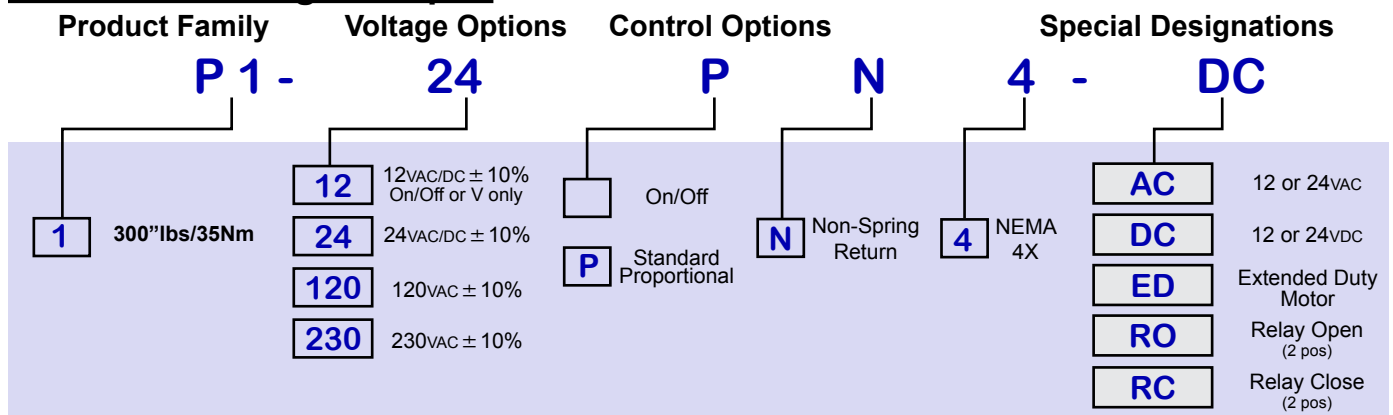 Product Family Voltage Options Control Options Special Designations
P 1 - 24 P N 4 - DC
1 300”lbs/35Nm
12 12VAC/DC ± 10%
On/Off or V only
24 24VAC/DC ± 10%
120 120VAC ± 10%
230 230VAC ± 10%
On/Off
P Standard
Proportional
N Non-Spring
Return
4 NEMA
4X
AC 12 or 24VAC
DC 12 or 24VDC
ED Extended Duty
Motor
RO Relay Open
(2 pos)
RC Relay Close
(2 pos)